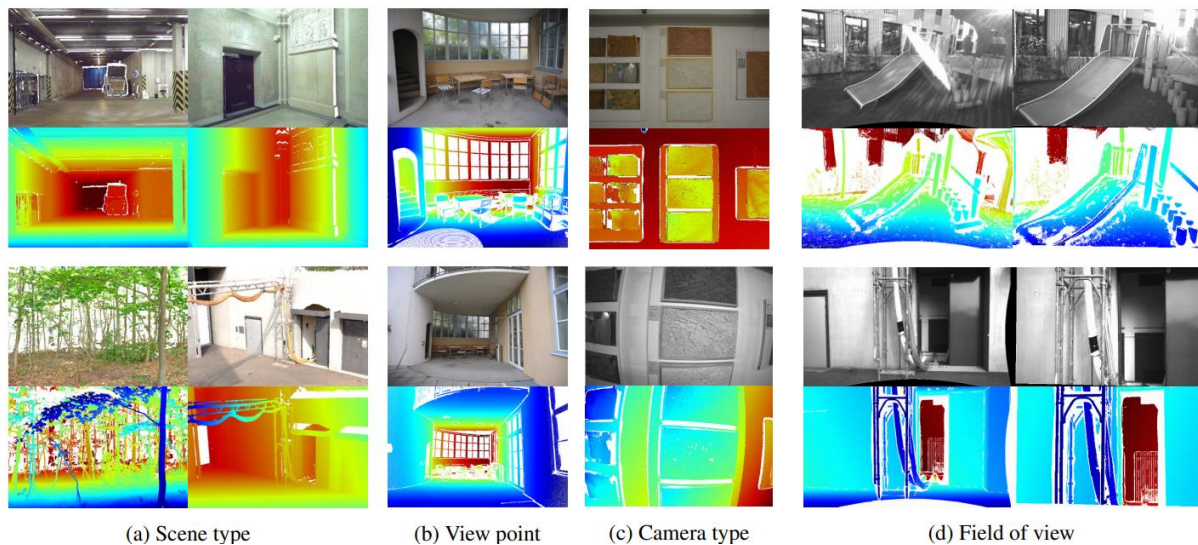 (a) Scene type
(b) View point
(c) Camera type
(d) Field of view